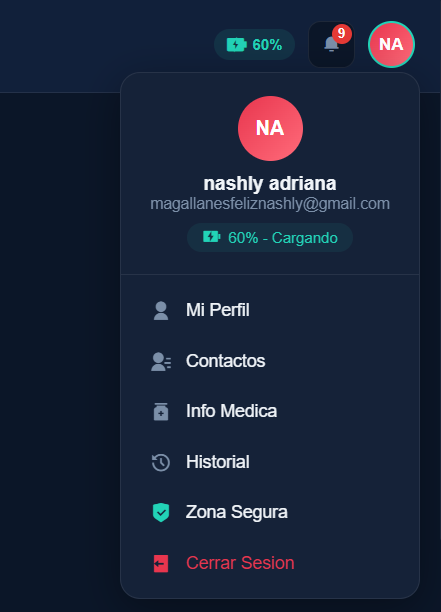 60%
9
NA
NA
nashly adriana
magallanesfeliznashly@gmail.com
60% - Cargando
Mi Perfil
Contactos
Info Medica
Historial
Zona Segura
Cerrar Sesion